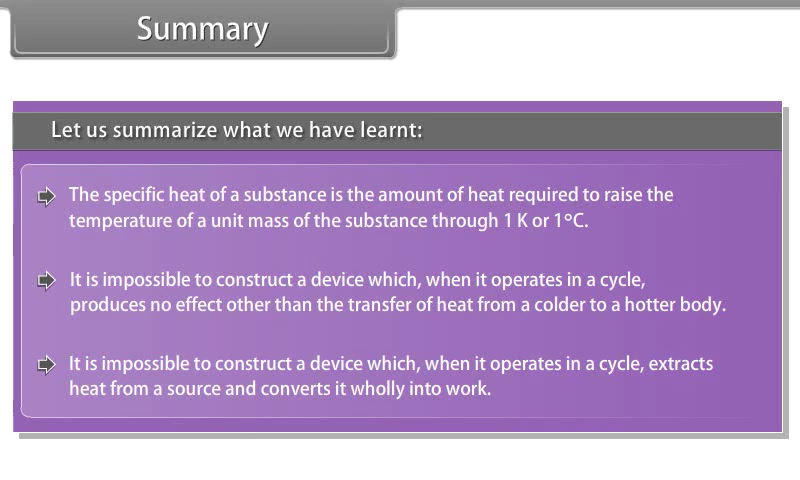 Summary
Let us summarize what we have learnt:
The specific heat of a substance is the amount of heat required to raise the
temperature of a unit mass of the substance through 1 K or 1°C.
It is impossible to construct a device which, when it operates in a cycle,
produces no effect other than the transfer of heat from a colder to a hotter body.
It is impossible to construct a device which, when it operates in a cycle, extracts
heat from a source and converts it wholly into work.